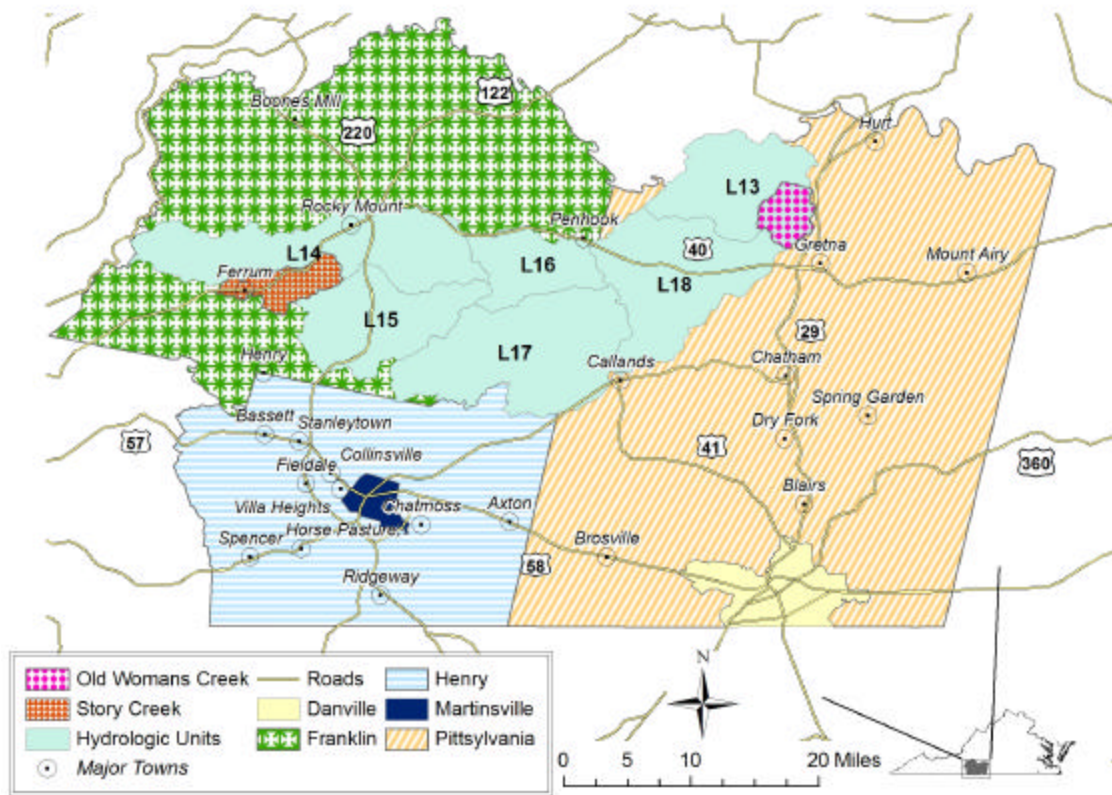 122
Boones Mill
Hurt
220
L13
Rocky Mount
Penhook
L14
40
Gretna
L16
Mount Airy
Ferrum
L18
L15
29
L17
Henry
Callands
Chatham
Spring Garden
Bassett
Stanleytown
Dry Fork
57
41
Collinsville
360
Fieldale
Blairs
Villa Heights
Chatmoss
Axton
Horse Pasture
Spencer
Brosville
58
Ridgeway
N
Old Womans Creek
Roads
Henry
Story Creek
Danville
Martinsville
Hydrologic Units
Franklin
Pittsylvania
Major Towns
0 5 10 20 Miles